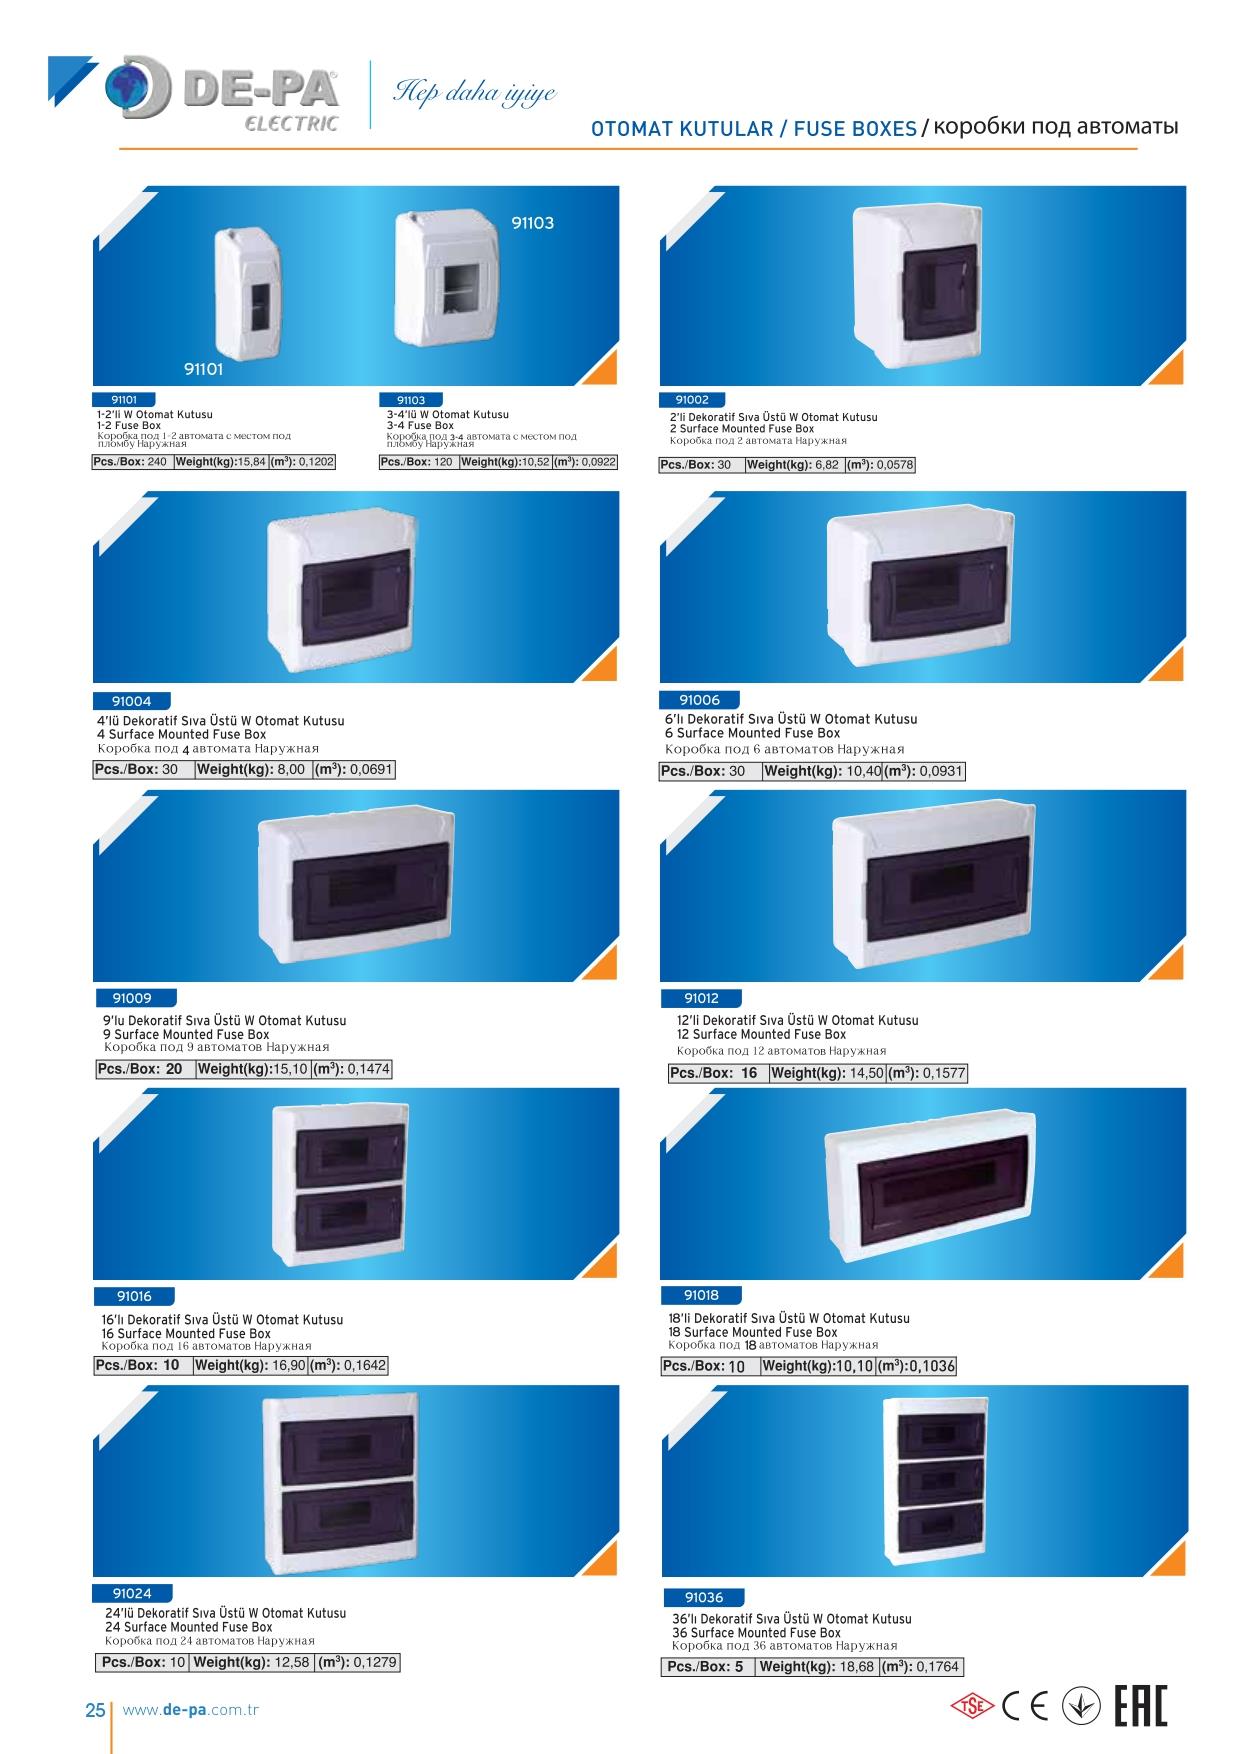 DE-PA®
ELECTRIC
Hep daha iyiye
OTOMAT KUTULAR / FUSE BOXES / коробки под автоматы
91103
91101
91101
1-2'li W Otomat Kutusu
1-2 Fuse Box
Коробка под 1-2 автомата с местом под
пломбу Наружная
Pcs./Box: 240 Weight(kg):15,84 (m³): 0,1202
91103
3-4'lü W Otomat Kutusu
3-4 Fuse Box
Коробка под 3-4 автомата с местом под
пломбу Наружная
Pcs./Box: 120 Weight(kg):10,52 (m³): 0,0922
91002
2'li Dekoratif Sıva Üstü W Otomat Kutusu
2 Surface Mounted Fuse Box
Коробка под 2 автомата Наружная
Pcs./Box: 30 Weight(kg): 6,82 (m³): 0,0578
91004
4'lü Dekoratif Sıva Üstü W Otomat Kutusu
4 Surface Mounted Fuse Box
Коробка под 4 автомата Наружная
Pcs./Box: 30 Weight(kg): 8,00 (m³): 0,0691
91006
6'lı Dekoratif Sıva Üstü W Otomat Kutusu
6 Surface Mounted Fuse Box
Коробка под 6 автоматов Наружная
Pcs./Box: 30 Weight(kg): 10,40 (m³): 0,0931
91009
9'lu Dekoratif Sıva Üstü W Otomat Kutusu
9 Surface Mounted Fuse Box
Коробка под 9 автоматов Наружная
Pcs./Box: 20 Weight(kg):15,10 (m³): 0,1474
91012
12'li Dekoratif Sıva Üstü W Otomat Kutusu
12 Surface Mounted Fuse Box
Коробка под 12 автоматов Наружная
Pcs./Box: 16 Weight(kg): 14,50 (m³): 0,1577
91016
16'lı Dekoratif Sıva Üstü W Otomat Kutusu
16 Surface Mounted Fuse Box
Коробка под 16 автоматов Наружная
Pcs./Box: 10 Weight(kg): 16,90 (m³): 0,1642
91018
18'li Dekoratif Sıva Üstü W Otomat Kutusu
18 Surface Mounted Fuse Box
Коробка под 18 автоматов Наружная
Pcs./Box: 10 Weight(kg):10,10 (m³):0,1036
91024
24'lü Dekoratif Sıva Üstü W Otomat Kutusu
24 Surface Mounted Fuse Box
Коробка под 24 автоматов Наружная
Pcs./Box: 10 Weight(kg): 12,58 (m³): 0,1279
91036
36'lı Dekoratif Sıva Üstü W Otomat Kutusu
36 Surface Mounted Fuse Box
Коробка под 36 автоматов Наружная
Pcs./Box: 5 Weight(kg): 18,68 (m³): 0,1764
25 www.de-pa.com.tr
TSE CE EAC